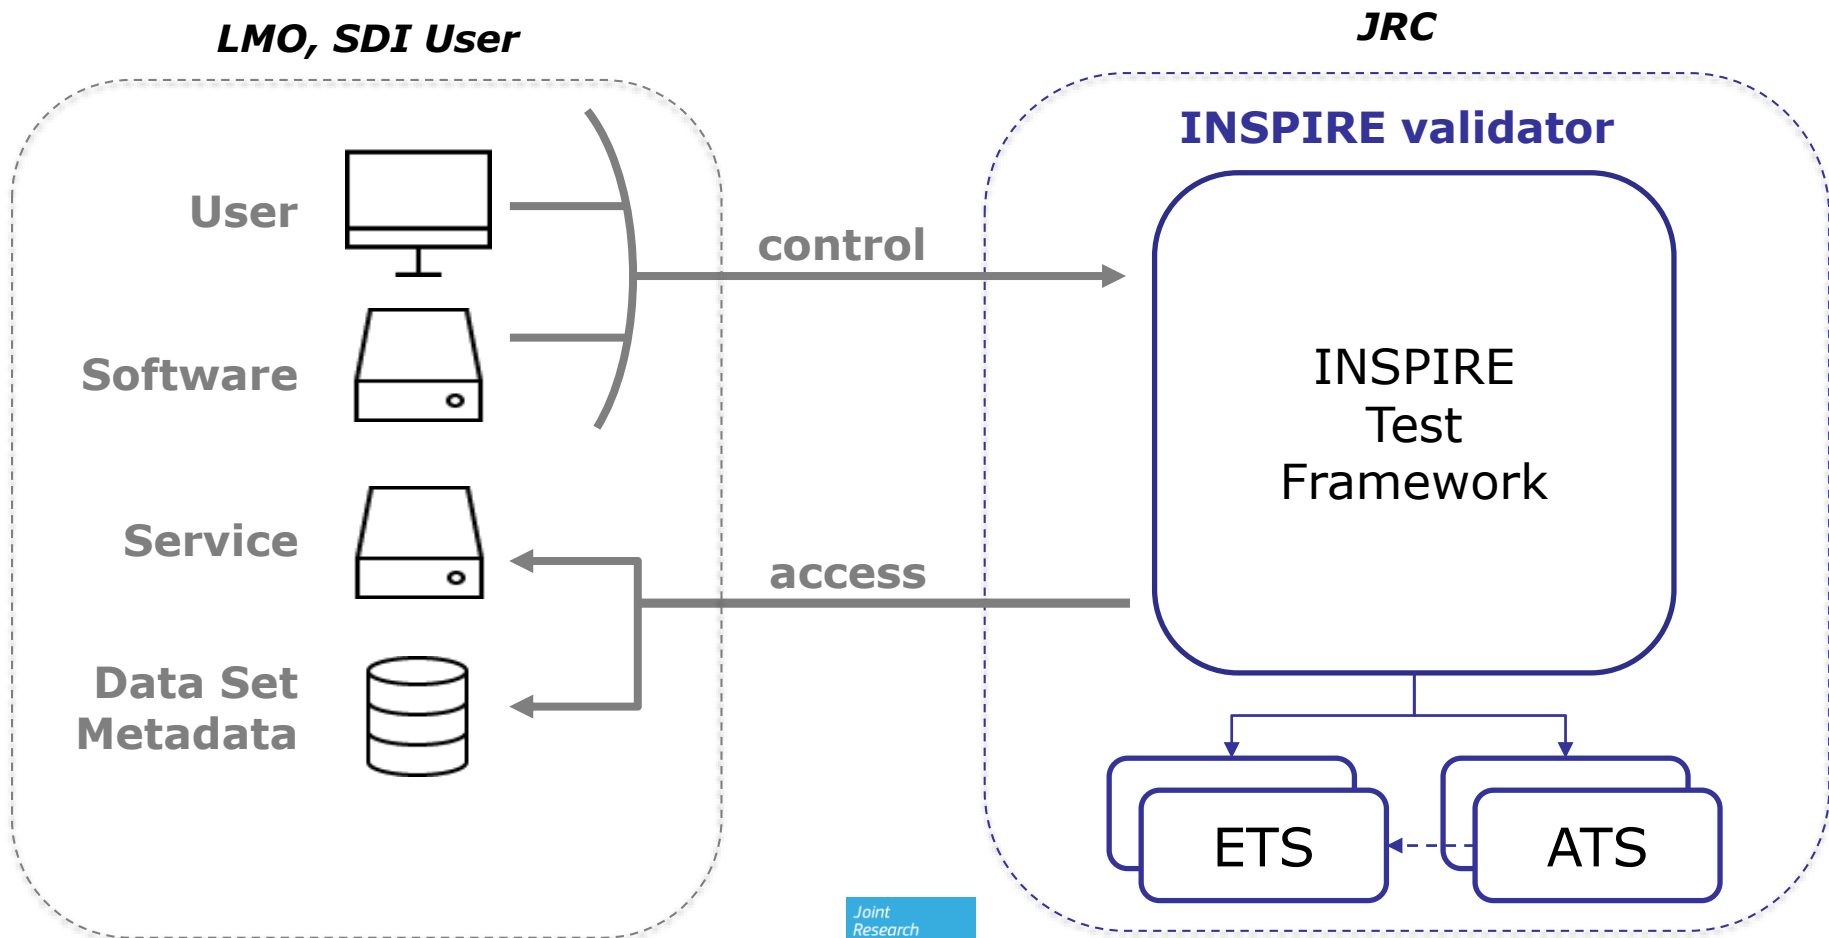 LMO, SDI User
JRC
INSPIRE validator
User
control
Software
INSPIRE
Test
Framework
Service
access
Data Set
Metadata
ETS
ATS
Joint
Research